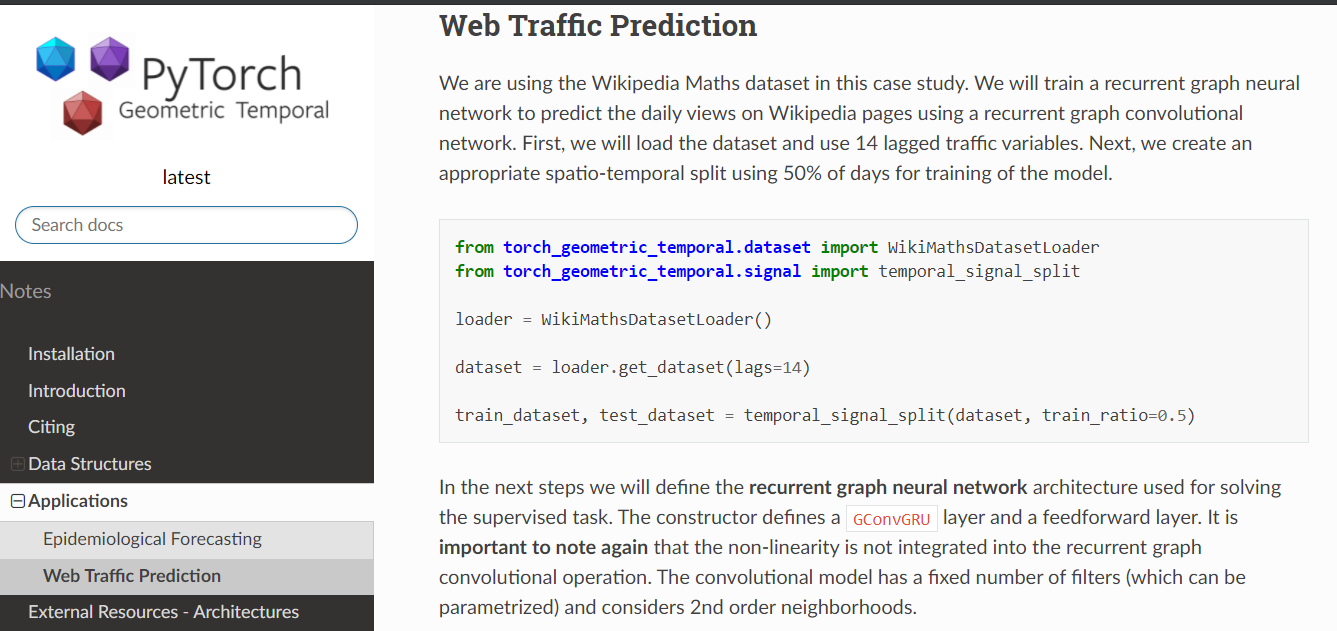 PyTorch
Geometric Temporal
latest
Search docs
Notes
Installation
Introduction
Citing
Data Structures
Applications
Epidemiological Forecasting
Web Traffic Prediction
External Resources - Architectures
Web Traffic Prediction
We are using the Wikipedia Maths dataset in this case study. We will train a recurrent graph neural
network to predict the daily views on Wikipedia pages using a recurrent graph convolutional
network. First, we will load the dataset and use 14 lagged traffic variables. Next, we create an
appropriate spatio-temporal split using 50% of days for training of the model.
from torch_geometric_temporal.dataset import WikiMathsDatasetLoader
from torch_geometric_temporal.signal import temporal_signal_split
loader = WikiMathsDatasetLoader()
dataset = loader.get_dataset(lags=14)
train_dataset, test_dataset = temporal_signal_split(dataset, train_ratio=0.5)
In the next steps we will define the recurrent graph neural network architecture used for solving
the supervised task. The constructor defines a GConvGRU layer and a feedforward layer. It is
important to note again that the non-linearity is not integrated into the recurrent graph
convolutional operation. The convolutional model has a fixed number of filters (which can be
parametrized) and considers 2nd order neighborhoods.